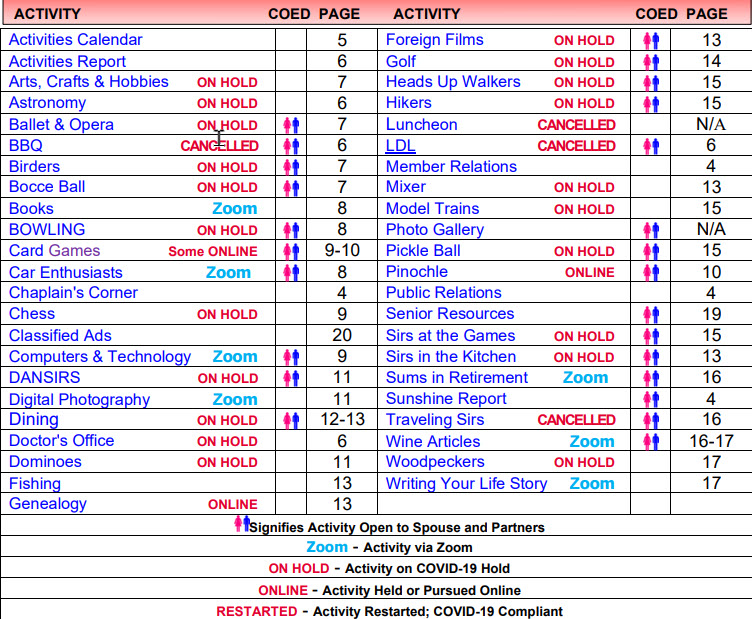 ACTIVITY COED PAGE ACTIVITY COED PAGE
Activities Calendar 5 Foreign Films ON HOLD 13
Activities Report 6 Golf ON HOLD 14
Arts, Crafts & Hobbies ON HOLD 7 Heads Up Walkers ON HOLD 15
Astronomy ON HOLD 6 Hikers ON HOLD 15
Ballet & Opera ON HOLD 7 Luncheon CANCELLED N/A
BBQ CANCELLED 6 LDL CANCELLED 6
Birders ON HOLD 7 Member Relations 4
Bocce Ball ON HOLD 7 Mixer ON HOLD 13
Books Zoom 8 Model Trains ON HOLD 15
BOWLING ON HOLD 8 Photo Gallery N/A
Card Games Some ONLINE 9-10 Pickle Ball ON HOLD 15
Car Enthusiasts Zoom 8 Pinochle ONLINE 10
Chaplain's Corner 4 Public Relations 4
Chess ON HOLD 9 Senior Resources 19
Classified Ads 20 Sirs at the Games ON HOLD 15
Computers & Technology Zoom 9 Sirs in the Kitchen ON HOLD 13
DANSIRS ON HOLD 11 Sums in Retirement Zoom 16
Digital Photography Zoom 11 Sunshine Report 4
Dining ON HOLD 12-13 Traveling Sirs CANCELLED 16
Doctor's Office ON HOLD 6 Wine Articles Zoom 16-17
Dominoes ON HOLD 11 Woodpeckers ON HOLD 17
Fishing 13 Writing Your Life Story Zoom 17
Genealogy ONLINE 13
Signifies Activity Open to Spouse and Partners
Zoom - Activity via Zoom
ON HOLD - Activity on COVID-19 Hold
ONLINE - Activity Held or Pursued Online
RESTARTED - Activity Restarted; COVID-19 Compliant